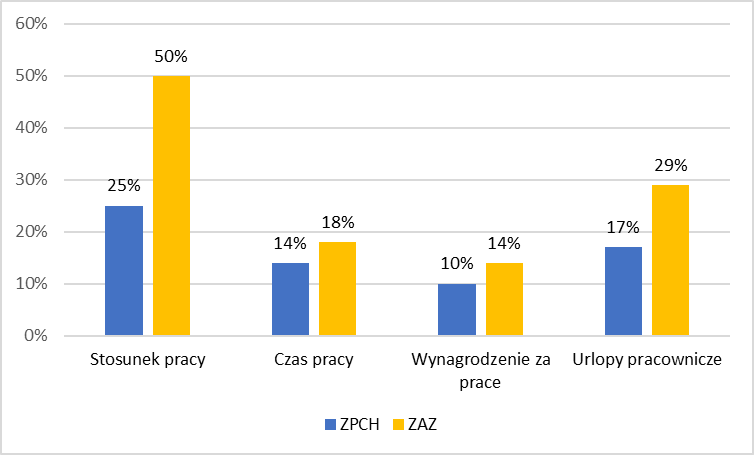 60%
50%
40%
30%
20%
10%
0%
25%
50%
14%
18%
10%
14%
17%
29%
Stosunek pracy
Czas pracy
Wynagrodzenie za
prace
Urlopy pracownicze
ZPCH
ZAZ